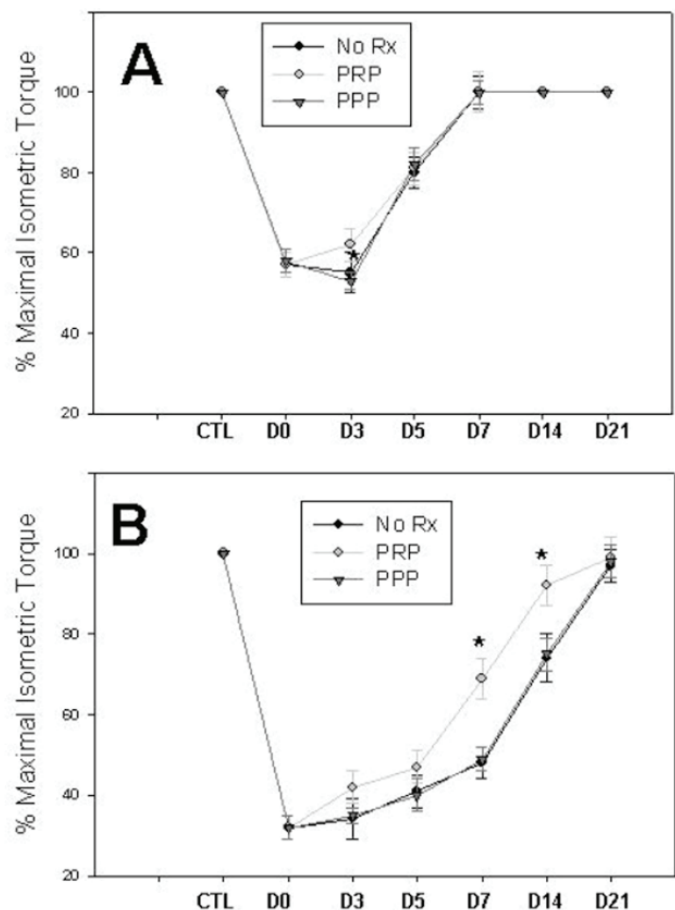 A
No Rx
PRP
PPP
% Maximal Isometric Torque
100
80
60
40
20
*
CTL D0 D3 D5 D7 D14 D21
B
No Rx
PRP
PPP
% Maximal Isometric Torque
100
80
60
40
20
*
*
CTL D0 D3 D5 D7 D14 D21